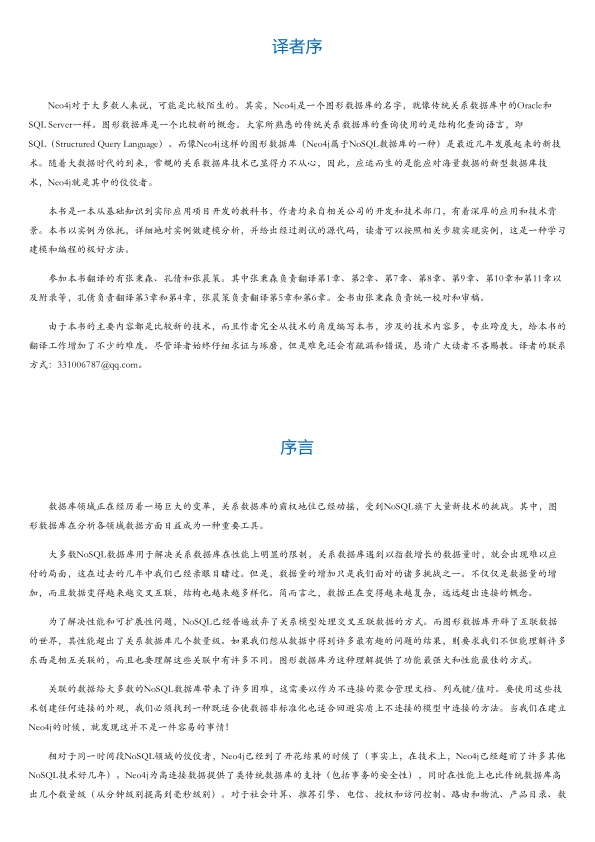 译者序
Neo4j对于大多数人来说，可能是比较陌生的。其实，Neo4j是一个图形数据库的名字，就像传统关系数据库中的Oracle和
SQL Server一样。图形数据库是一个比较新的概念。大家所熟悉的传统关系数据库的查询使用的是结构化查询语言，即
SQL（Structured Query Language）。而像Neo4j这样的图形数据库（Neo4j属于NoSQL数据库的一种）是最近几年发展起来的新技
术。随着大数据时代的到来，常规的关系数据库技术已显得力不从心，因此，应运而生的是能应对海量数据的新型数据库技
术，Neo4j就是其中的佼佼者。
本书是一本从基础知识到实际应用项目开发的教科书，作者均来自相关公司的开发和技术部门，有着深厚的应用和技术背
景。本书以实例为依托，详细地对实例做建模分析，并给出经过测试的源代码，读者可以按照相关步骤实现实例，这是一种学习
建模和编程的极好方法。
参加本书翻译的有张秉森、孔倩和张晨策。其中张秉森负责翻译第1章、第2章、第7章、第8章、第9章、第10章和第11章以
及附录等，孔倩负责翻译第3章和第4章，张晨策负责翻译第5章和第6章。全书由张秉森负责统一校对和审稿。
由于本书的主要内容都是比较新的技术，而且作者完全从技术的角度编写本书，涉及的技术内容多，专业跨度大，给本书的
翻译工作增加了不少的难度。尽管译者始终仔细求证与琢磨，但是难免还会有疏漏和错误，恳请广大读者不吝赐教。译者的联系
方式：331006787@qq.com。
序言
数据库领域正在经历着一场巨大的变革，关系数据库的霸权地位已经动摇，受到NoSQL旗下大量新技术的挑战。其中，图
形数据库在分析各领域数据方面日益成为一种重要工具。
大多数NoSQL数据库用于解决关系数据库在性能上明显的限制，关系数据库遇到以指数增长的数据量时，就会出现难以应
付的局面，这在过去的几年中我们已经亲眼目睹过。但是，数据量的增加只是我们面对的诸多挑战之一。不仅仅是数据量的增
加，而且数据变得越来越交叉互联，结构也越来越多样化。简而言之，数据正在变得越来越复杂，远远超出连接的概念。
为了解决性能和可扩展性问题，NoSQL已经普遍放弃了关系模型处理交叉互联数据的方式。而图形数据库开辟了互联数据
的世界，其性能超出了关系数据库几个数量级。如果我们想从数据中得到许多最有趣的问题的结果，则要求我们不但能理解许多
东西是相互关联的，而且也要理解这些关联中有许多不同。图形数据库为这种理解提供了功能最强大和性能最佳的方式。
关联的数据给大多数的NoSQL数据库带来了许多困难，这需要以作为不连接的聚合管理文档、列或键/值对。要使用这些技
术创建任何连接的外观，我们必须找到一种既适合使数据非标准化也适合回避实质上不连接的模型中连接的方法。当我们在建立
Neo4j的时候，就发现这并不是一件容易的事情！
相对于同一时间段NoSQL领域的佼佼者，Neo4j已经到了开花结果的时候了（事实上，在技术上，Neo4j已经超前了许多其他
NoSQL技术好几年）。Neo4j为高连接数据提供了类传统数据库的支持（包括事务的安全性），同时在性能上也比传统数据库高
出几个数量级（从分钟级别提高到毫秒级别）。对于社会计算、推荐引擎、电信、授权和访问控制、路由和物流、产品目录、数